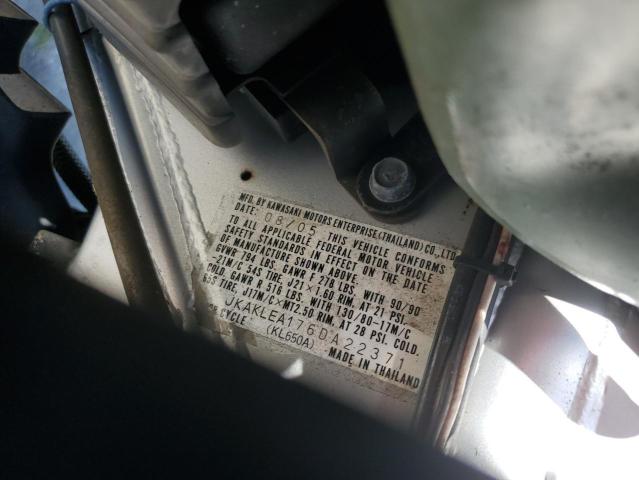 MFD. BY KAWASAKI MOTORS ENTERPRISE(THAILAND)CO.,LTD.
DATE: 08/05 THIS VEHICLE CONFORMS
TO ALL APPLICABLE FEDERAL MOTOR VEHICLE
SAFETY STANDARDS IN EFFECT ON THE DATE
OF MANUFACTURE SHOWN ABOVE.
GVWR 794 LBS. GAWR F 278 LBS. WITH 90/90
-21M/C 54S TIRE, J21×1.60 RIM, AT 21 PSI.
COLD. GAWR R 516 LBS. WITH 130/80-17M/C
65S TIRE, J17M/C×MT2.50 RIM, AT 28 PSI. COLD.
JKAKLEA176DA22371
CYCLE (KL650A) MADE IN THAILAND